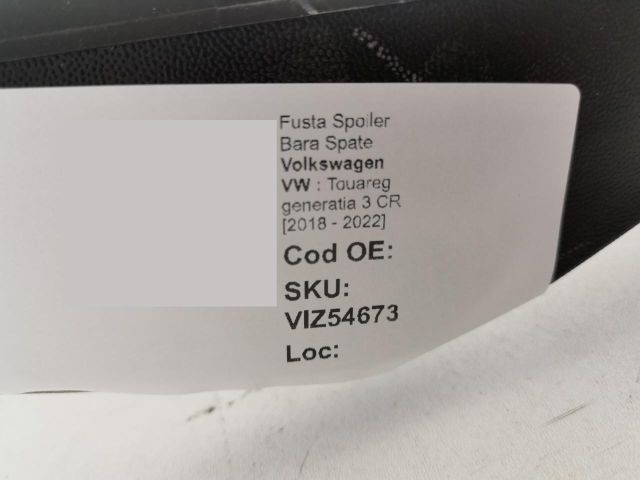 Fusta Spoiler
Bara Spate
Volkswagen
VW : Touareg
generatia 3 CR
[2018 - 2022]
Cod OE:
SKU:
VIZ54673
Loc: